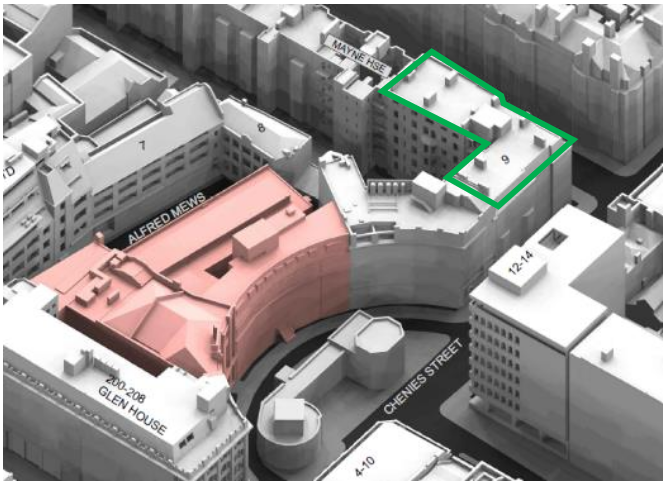 MAYNE HSE
8
7
9
ALFRED MEWS
12-14
200-208
GLEN HOUSE
CHENIES STREET
4-10